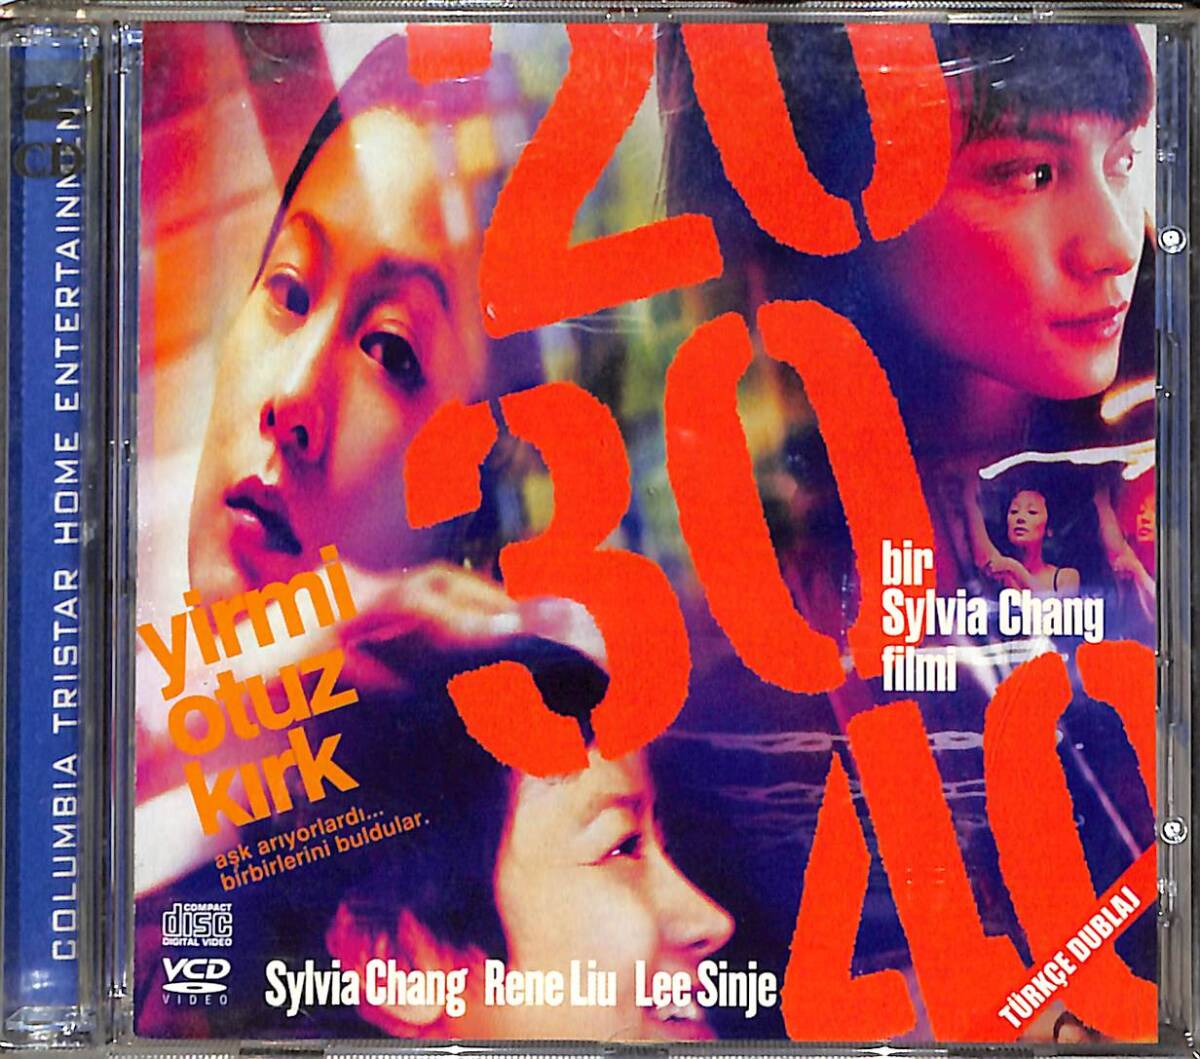 2 CD
COLUMBIA TRISTAR HOME ENTERTAINMENT
20
30
40
bir
Sylvia Chang
filmi
yirmi
otuz
kırk
aşk arıyorlardı...
birbirlerini buldular.
COMPACT
disc
DIGITAL VIDEO
VCD
VIDEO
Sylvia Chang Rene Liu Lee Sinje
TÜRKÇE DUBLAJ